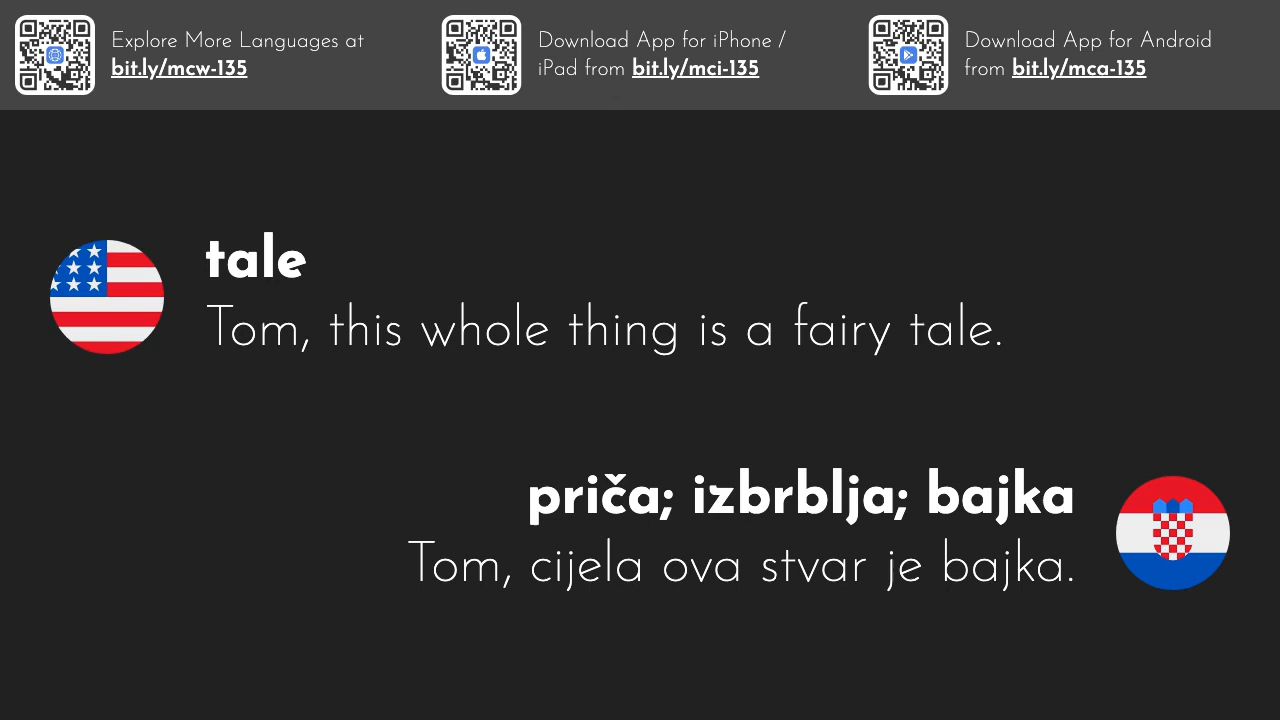 Explore More Languages at
bit.ly/mcw-135
Download App for iPhone /
iPad from bit.ly/mci-135
Download App for Android
from bit.ly/mca-135
tale
Tom, this whole thing is a fairy tale.
priča; izbrblja; bajka
Tom, cijela ova stvar je bajka.